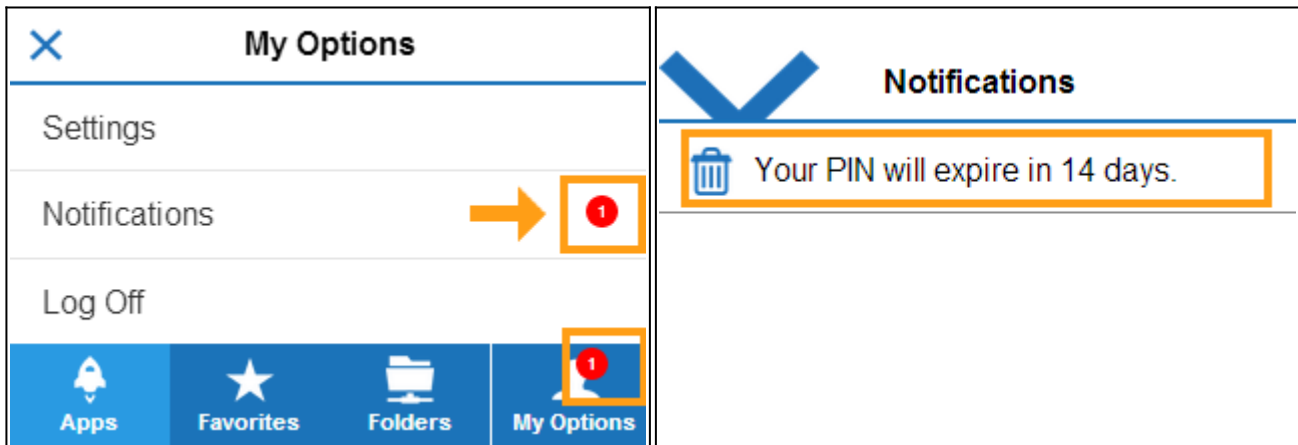 My Options
Settings
Notifications
1
Log Off
1
Apps
Favorites
Folders
My Options
Notifications
Your PIN will expire in 14 days.